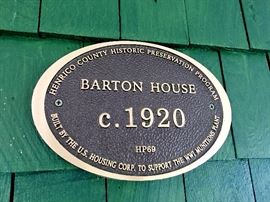 HENRICO COUNTY HISTORIC PRESERVATION PROGRAM
BARTON HOUSE
c.1920
HP69
BUILT BY THE U.S. HOUSING CORP. TO SUPPORT THE WWI MUNITIONS PLANT